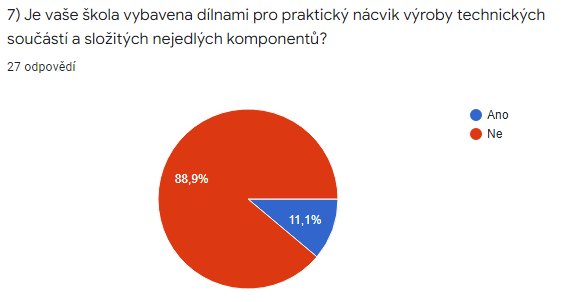 7) Je vaše škola vybavena dílnami pro praktický nácvik výroby technických
součástí a složitých nejedlých komponentů?
27 odpovědí
Ano
Ne
88,9%
11,1%